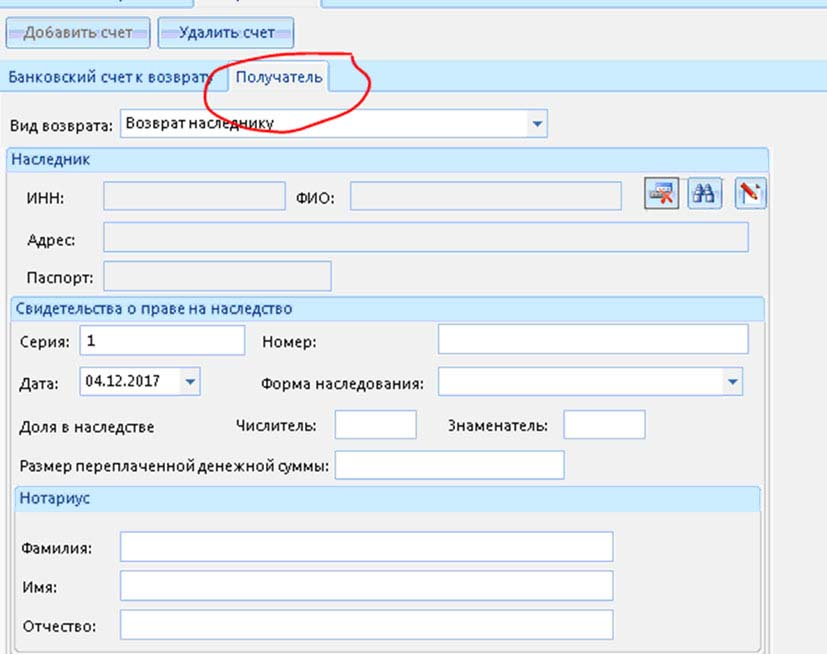 Добавить счет Удалить счет
Банковский счет к возврату Получатель
Вид возврата: Возврат наследнику
Наследник
ИНН: ФИО:
Адрес:
Паспорт:
Свидетельства о праве на наследство
Серия: 1 Номер:
Дата: 04.12.2017 Форма наследования:
Доля в наследстве Числитель: Знаменатель:
Размер переплаченной денежной суммы:
Нотариус
Фамилия:
Имя:
Отчество: